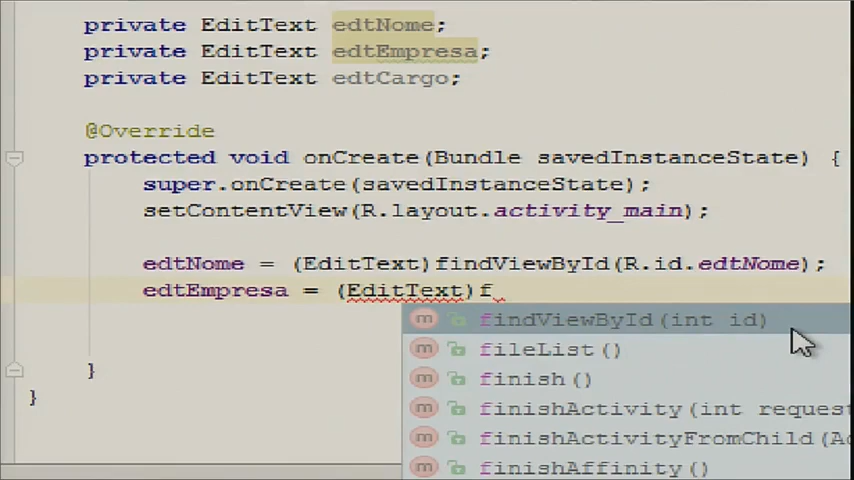 private EditText edtNome;
private EditText edtEmpresa;
private EditText edtCargo;
@Override
protected void onCreate(Bundle savedInstanceState) {
super.onCreate(savedInstanceState);
setContentView(R.layout.activity_main);
edtNome = (EditText)findViewById(R.id.edtNome);
edtEmpresa = (EditText)f
m findViewById(int id)
m fileList()
m finish()
}
m finishActivity(int request
}
m finishActivityFromChild(Ac
m finishAffinity()